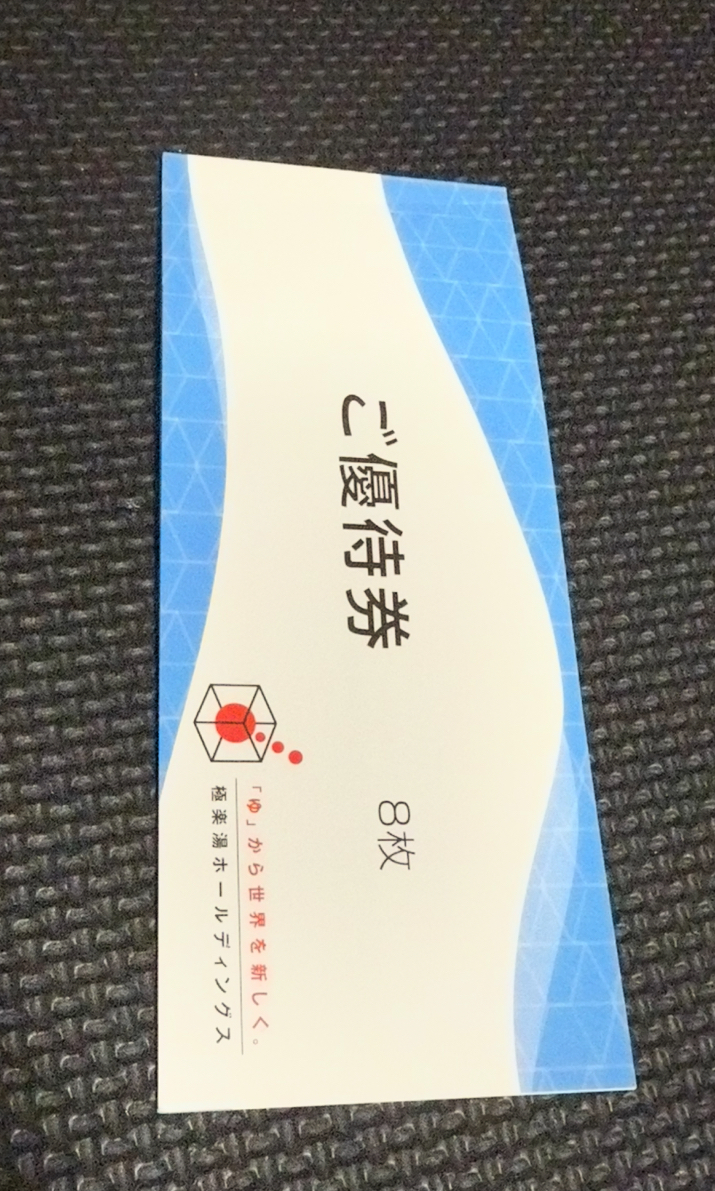 ご優待券
8枚
「ゆ」から世界を新しく。
極楽湯ホールディングス